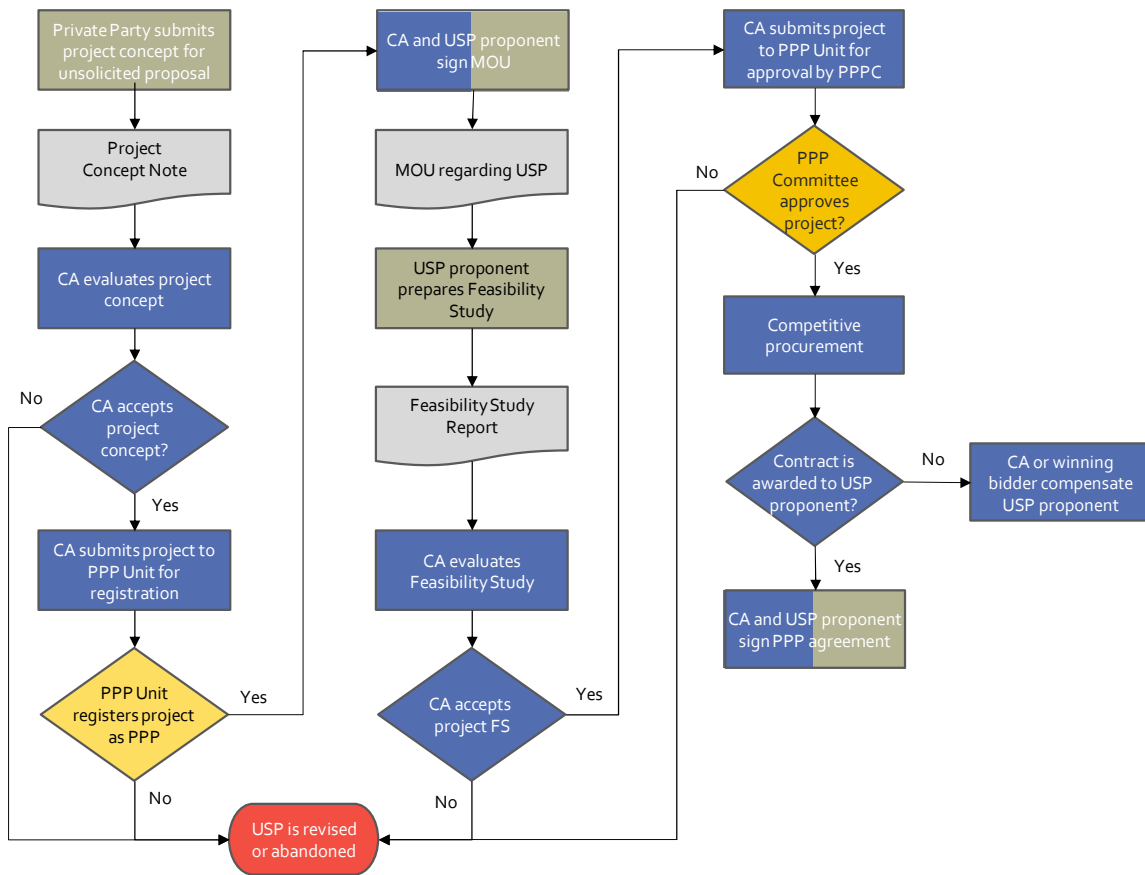 Private Party submits
project concept for
unsolicited proposal
Project
Concept Note
CA evaluates project
concept
No
CA accepts
project
concept?
Yes
CA submits project to
PPP Unit for
registration
PPP Unit
registers project
as PPP
Yes
No
USP is revised
or abandoned
CA and USP proponent
sign MOU
MOU regarding USP
USP proponent
prepares Feasibility
Study
Feasibility Study
Report
CA evaluates
Feasibility Study
CA accepts
project FS
Yes
No
CA submits project
to PPP Unit for
approval by PPPC
No
PPP
Committee
approves
project?
Yes
Competitive
procurement
Contract is
awarded to USP
proponent?
No
CA or winning
bidder compensate
USP proponent
Yes
CA and USP proponent
sign PPP agreement